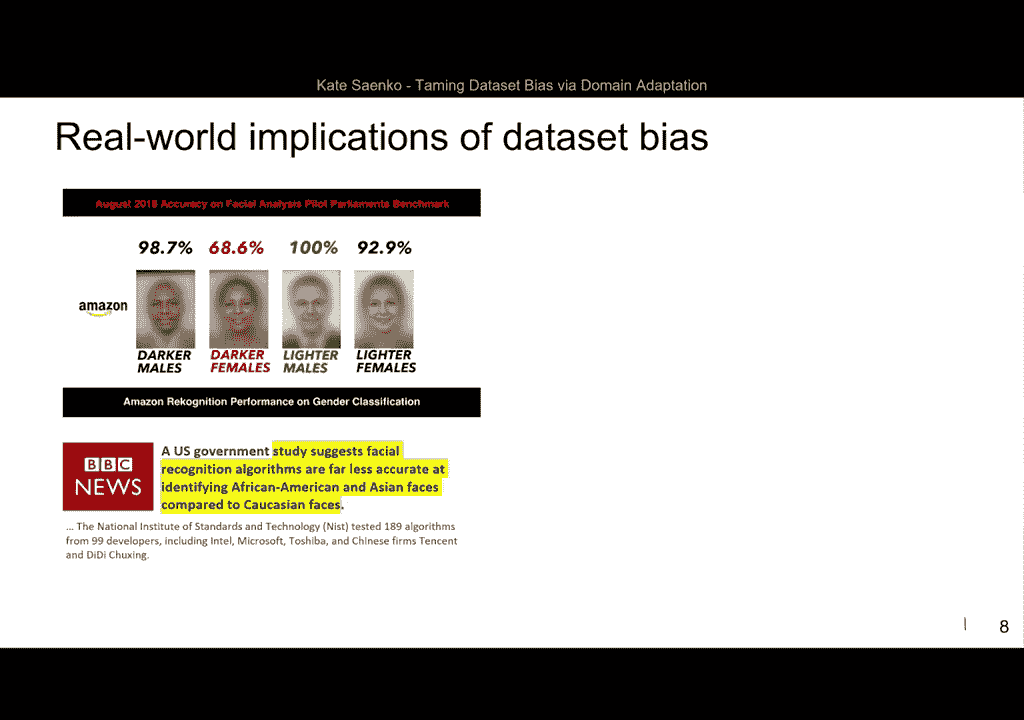 Kate Saenko - Taming Dataset Bias via Domain Adaptation
Real-world implications of dataset bias
August 2018 Accuracy on Facial Analysis Pilot Parliaments Benchmark
98.7% 68.6% 100% 92.9%
amazon
DARKER MALES
DARKER FEMALES
LIGHTER MALES
LIGHTER FEMALES
Amazon Rekognition Performance on Gender Classification
BBC
NEWS
A US government study suggests facial
recognition algorithms are far less accurate at
identifying African-American and Asian faces
compared to Caucasian faces.
... The National Institute of Standards and Technology (Nist) tested 189 algorithms
from 99 developers, including Intel, Microsoft, Toshiba, and Chinese firms Tencent
and DiDi Chuxing.
8